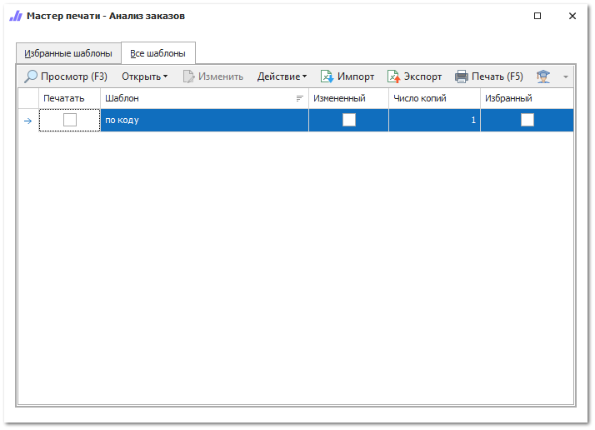 Мастер печати - Анализ заказов
Избранные шаблоны Все шаблоны
Просмотр (F3) Открыть Изменить Действие Импорт Экспорт Печать (F5)
Печатать Шаблон Измененный Число копий Избранный
по коду 1